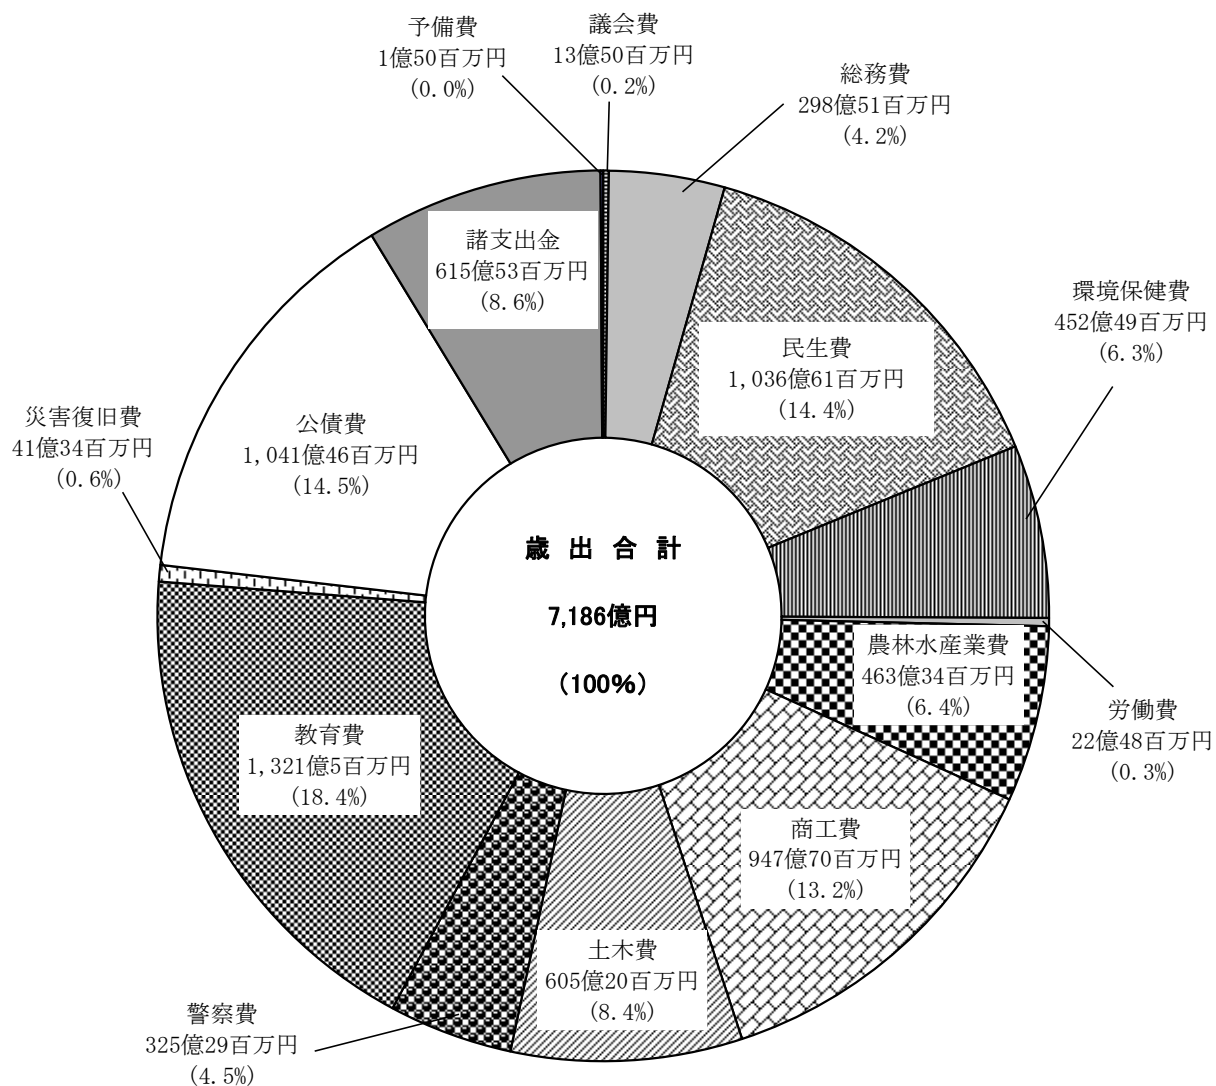 予備費
1億50百万円
(0.0%)
議会費
13億50百万円
(0.2%)
総務費
298億51百万円
(4.2%)
民生費
1,036億61百万円
(14.4%)
環境保健費
452億49百万円
(6.3%)
労働費
22億48百万円
(0.3%)
農林水産業費
463億34百万円
(6.4%)
商工費
947億70百万円
(13.2%)
土木費
605億20百万円
(8.4%)
警察費
325億29百万円
(4.5%)
教育費
1,321億5百万円
(18.4%)
災害復旧費
41億34百万円
(0.6%)
公債費
1,041億46百万円
(14.5%)
諸支出金
615億53百万円
(8.6%)
歳出合計
7,186億円
(100%)